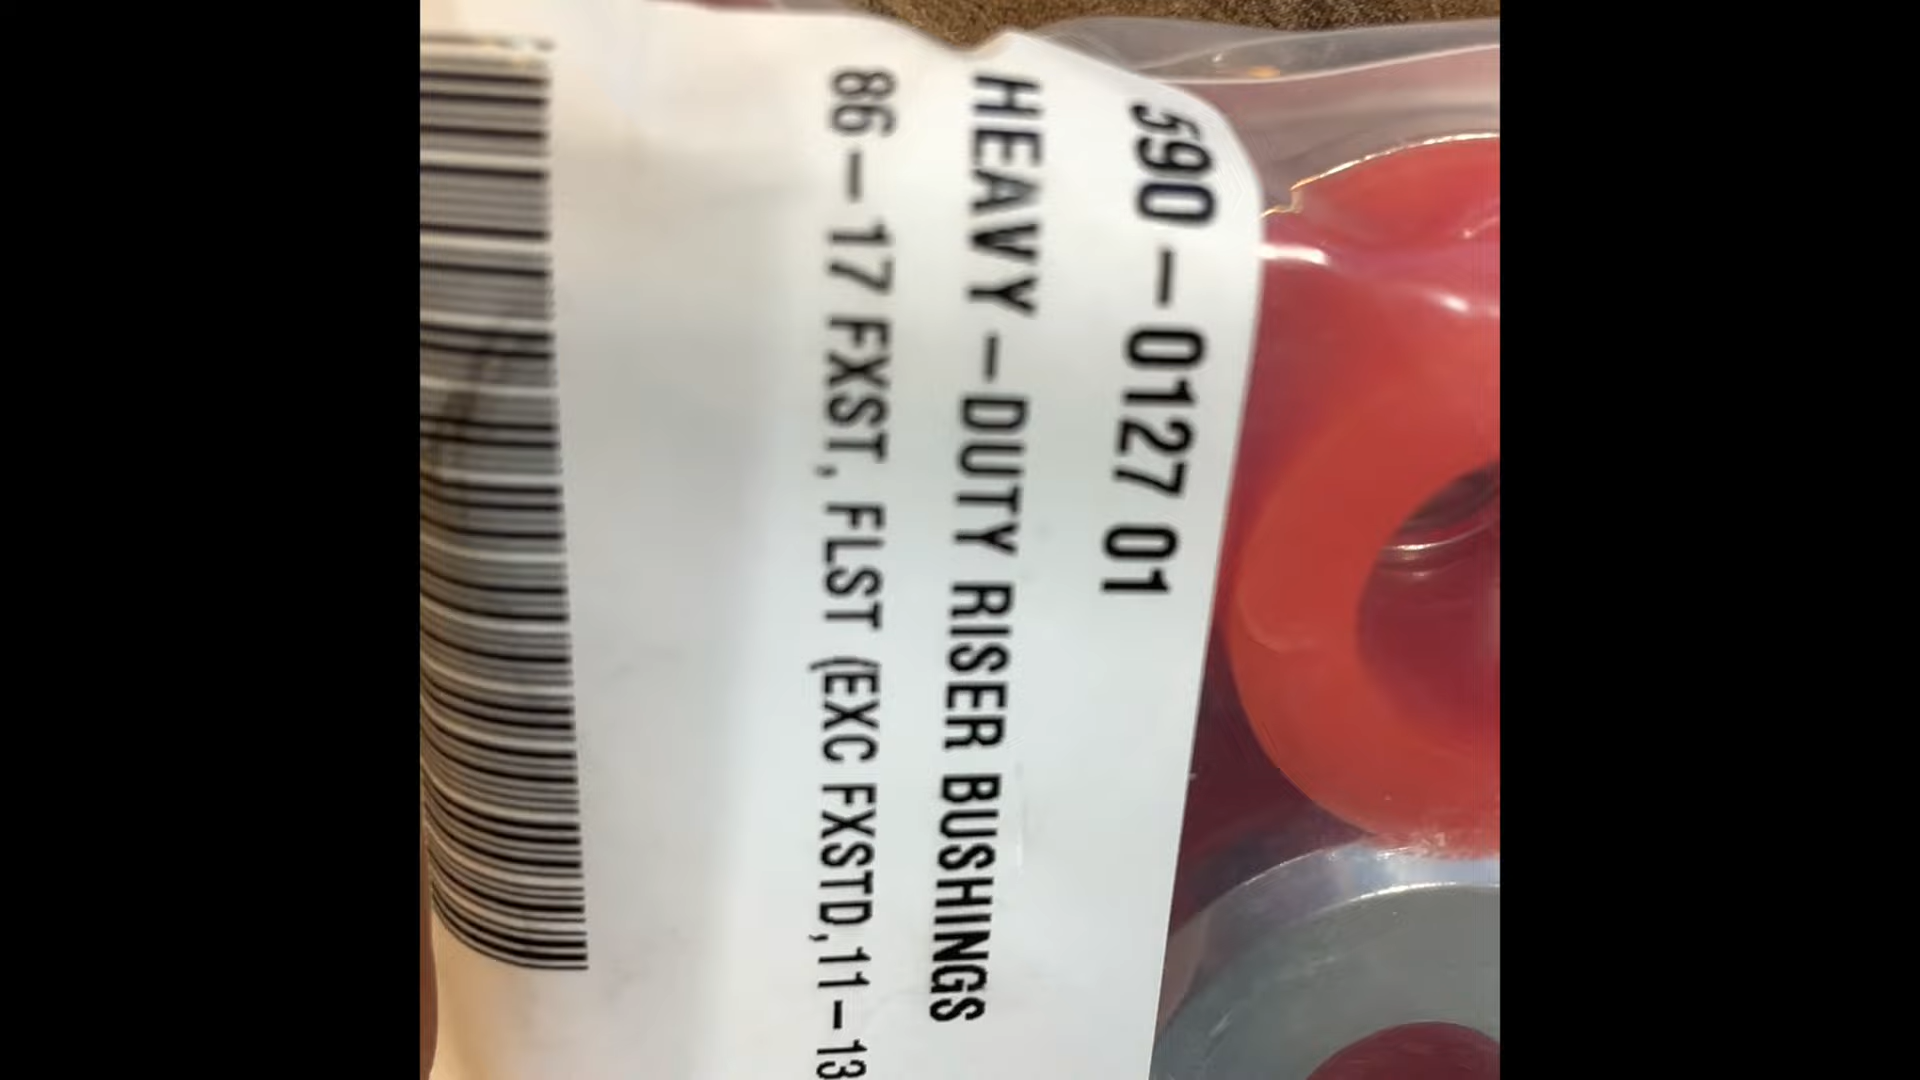 590-0127 01
HEAVY-DUTY RISER BUSHINGS
86-17 FXST, FLST (EXC FXSTD,11-13